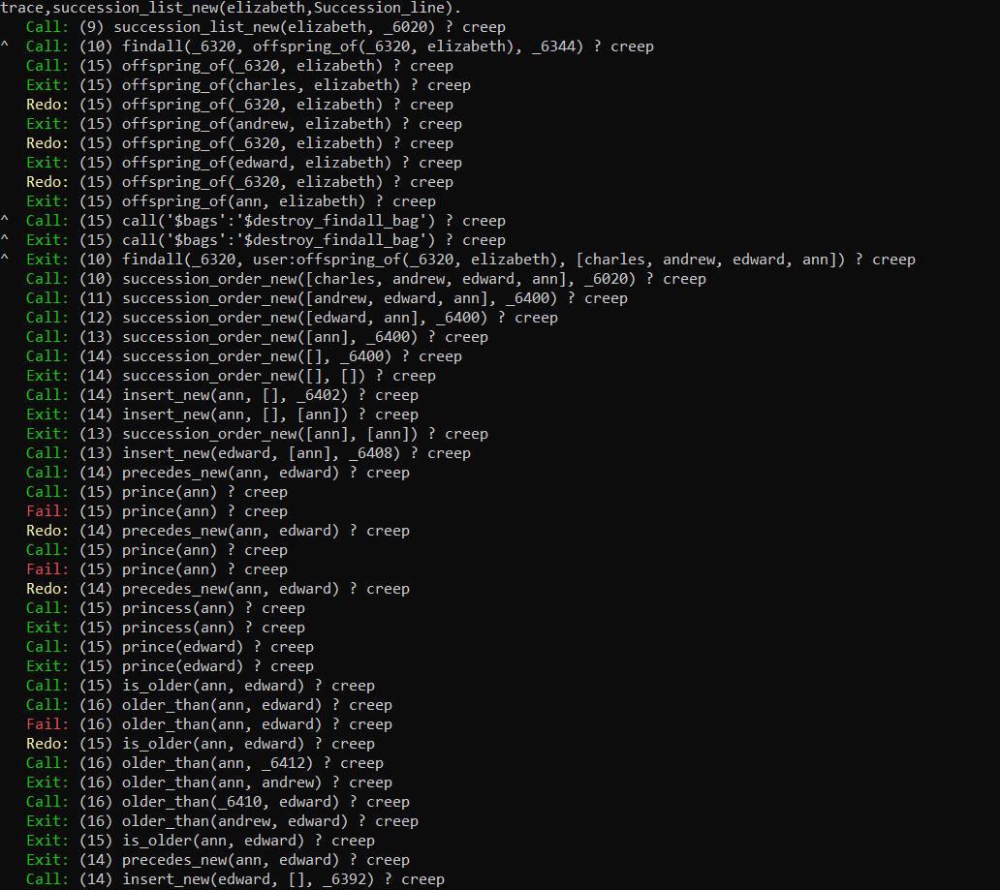 trace,succession_list_new(elizabeth,Succession_line).
Call: (9) succession_list_new(elizabeth, _6020) ? creep
^ Call: (10) findall(_6320, offspring_of(_6320, elizabeth), _6344) ? creep
Call: (15) offspring_of(_6320, elizabeth) ? creep
Exit: (15) offspring_of(charles, elizabeth) ? creep
Redo: (15) offspring_of(_6320, elizabeth) ? creep
Exit: (15) offspring_of(andrew, elizabeth) ? creep
Redo: (15) offspring_of(_6320, elizabeth) ? creep
Exit: (15) offspring_of(edward, elizabeth) ? creep
Redo: (15) offspring_of(_6320, elizabeth) ? creep
Exit: (15) offspring_of(ann, elizabeth) ? creep
^ Call: (15) call('$bags':'$destroy_findall_bag') ? creep
^ Exit: (15) call('$bags':'$destroy_findall_bag') ? creep
^ Exit: (10) findall(_6320, user:offspring_of(_6320, elizabeth), [charles, andrew, edward, ann]) ? creep
Call: (10) succession_order_new([charles, andrew, edward, ann], _6020) ? creep
Call: (11) succession_order_new([andrew, edward, ann], _6400) ? creep
Call: (12) succession_order_new([edward, ann], _6400) ? creep
Call: (13) succession_order_new([ann], _6400) ? creep
Call: (14) succession_order_new([], _6400) ? creep
Exit: (14) succession_order_new([], []) ? creep
Call: (14) insert_new(ann, [], _6402) ? creep
Exit: (14) insert_new(ann, [], [ann]) ? creep
Exit: (13) succession_order_new([ann], [ann]) ? creep
Call: (13) insert_new(edward, [ann], _6408) ? creep
Call: (14) precedes_new(ann, edward) ? creep
Call: (15) prince(ann) ? creep
Fail: (15) prince(ann) ? creep
Redo: (14) precedes_new(ann, edward) ? creep
Call: (15) prince(ann) ? creep
Fail: (15) prince(ann) ? creep
Redo: (14) precedes_new(ann, edward) ? creep
Call: (15) princess(ann) ? creep
Exit: (15) princess(ann) ? creep
Call: (15) prince(edward) ? creep
Exit: (15) prince(edward) ? creep
Call: (15) is_older(ann, edward) ? creep
Call: (16) older_than(ann, edward) ? creep
Fail: (16) older_than(ann, edward) ? creep
Redo: (15) is_older(ann, edward) ? creep
Call: (16) older_than(ann, _6412) ? creep
Exit: (16) older_than(ann, andrew) ? creep
Call: (16) older_than(_6410, edward) ? creep
Exit: (16) older_than(andrew, edward) ? creep
Exit: (15) is_older(ann, edward) ? creep
Exit: (14) precedes_new(ann, edward) ? creep
Call: (14) insert_new(edward, [], _6392) ? creep